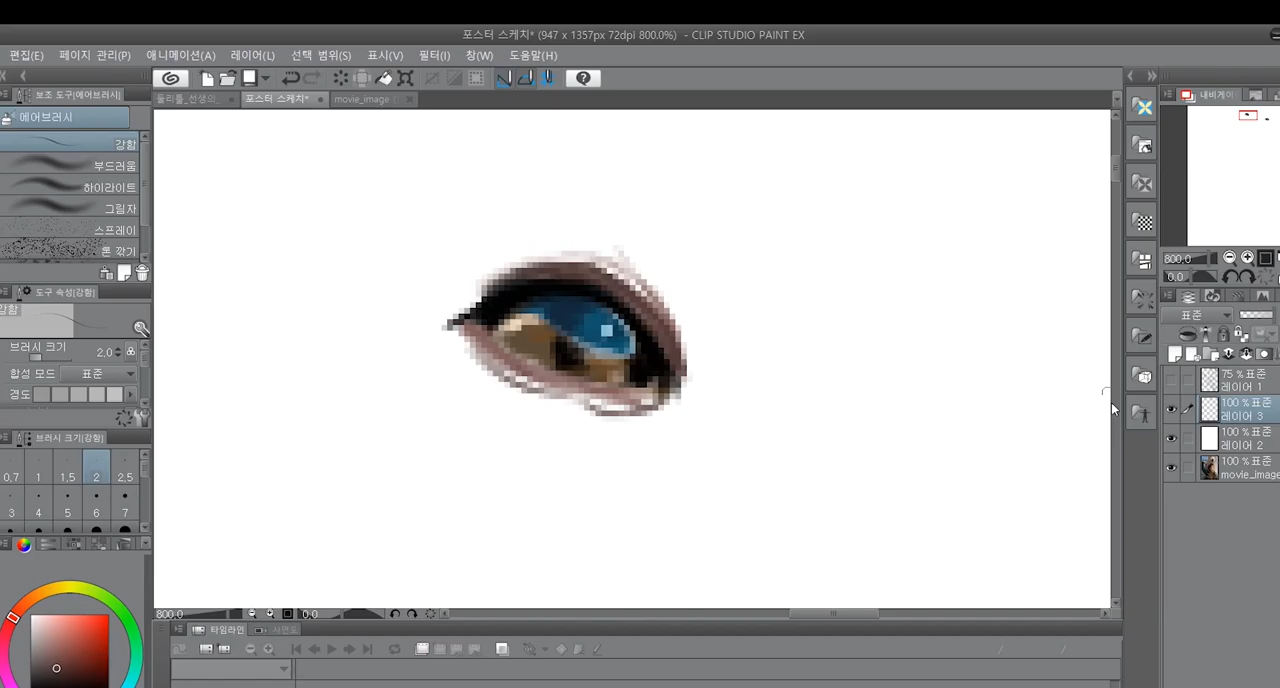 포스터 스케치* (947 x 1357px 72dpi 800.0%) - CLIP STUDIO PAINT EX
편집(E) 페이지 관리(P) 애니메이션(A) 레이어(L) 선택 범위(S) 표시(V) 필터(I) 창(W) 도움말(H)
보조 도구[에어브러시]
포스터 스케치*
movie_image
내비게이
에어브러시
강함
부드러움
하이라이트
그림자
스프레이
톤 깎기
도구 속성[강함]
강함
브러시 크기 2,0
합성 모드 표준
경도
브러시 크기[강함]
0,7 1 1,5 2 2,5
3 4 5 6 7
800,0
0,0
표준
75 % 표준
레이어 1
100 % 표준
레이어 3
100 % 표준
레이어 2
100 % 표준
movie_imag
800,0 0,0
타임라인